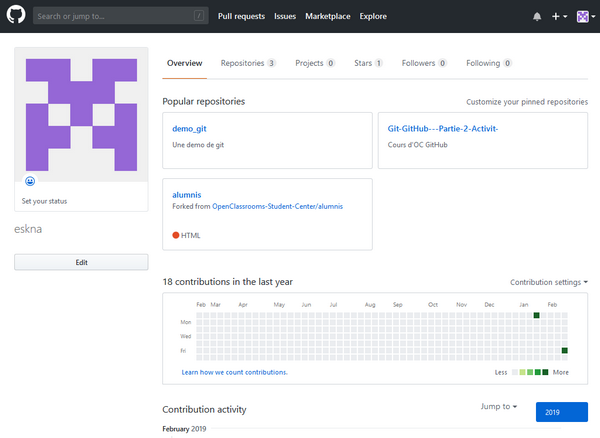 Search or jump to... /
Pull requests Issues Marketplace Explore
Overview Repositories 3 Projects 0 Stars 1 Followers 0 Following 0
Popular repositories Customize your pinned repositories
demo_git
Une demo de git
Git-GitHub---Partie-2-Activit-
Cours d'OC GitHub
alumnis
Forked from OpenClassrooms-Student-Center/alumnis
HTML
Set your status
eskna
Edit
18 contributions in the last year Contribution settings
Feb Mar Apr May Jun Jul Aug Sep Oct Nov Dec Jan Feb
Mon
Wed
Fri
Learn how we count contributions. Less More
Contribution activity Jump to 2019
February 2019